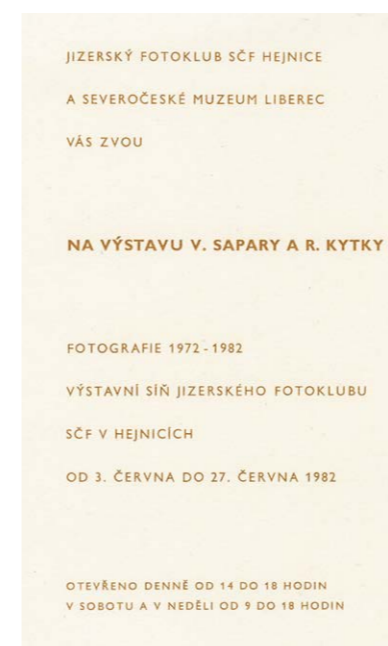 JIZERSKÝ FOTOKLUB SČF HEJNICE
A SEVEROČESKÉ MUZEUM LIBEREC
VÁS ZVOU
NA VÝSTAVU V. SAPARY A R. KYTKY
FOTOGRAFIE 1972-1982
VÝSTAVNÍ SÍŇ JIZERSKÉHO FOTOKLUBU
SČF V HEJNICÍCH
OD 3. ČERVNA DO 27. ČERVNA 1982
OTEVŘENO DENNĚ OD 14 DO 18 HODIN
V SOBOTU A V NEDĚLI OD 9 DO 18 HODIN